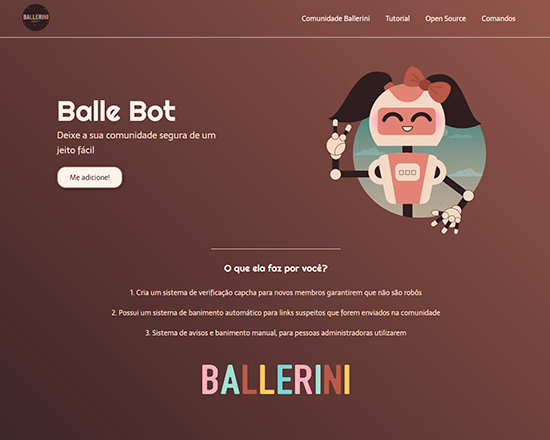 BALLERINI
Comunidade Ballerini Tutorial Open Source Comandos
Balle Bot
Deixe a sua comunidade segura de um
jeito fácil
Me adicione!
O que ela faz por você?
1. Cria um sistema de verificação capcha para novos membros garantirem que não são robôs
2. Possui um sistema de banimento automático para links suspeitos que forem enviados na comunidade
3. Sistema de avisos e banimento manual, para pessoas administradoras utilizarem
BALLERINI